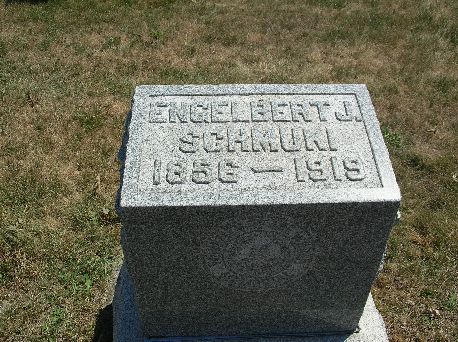 ENGELBERT J.
SCHMUKI
1856 — 1919